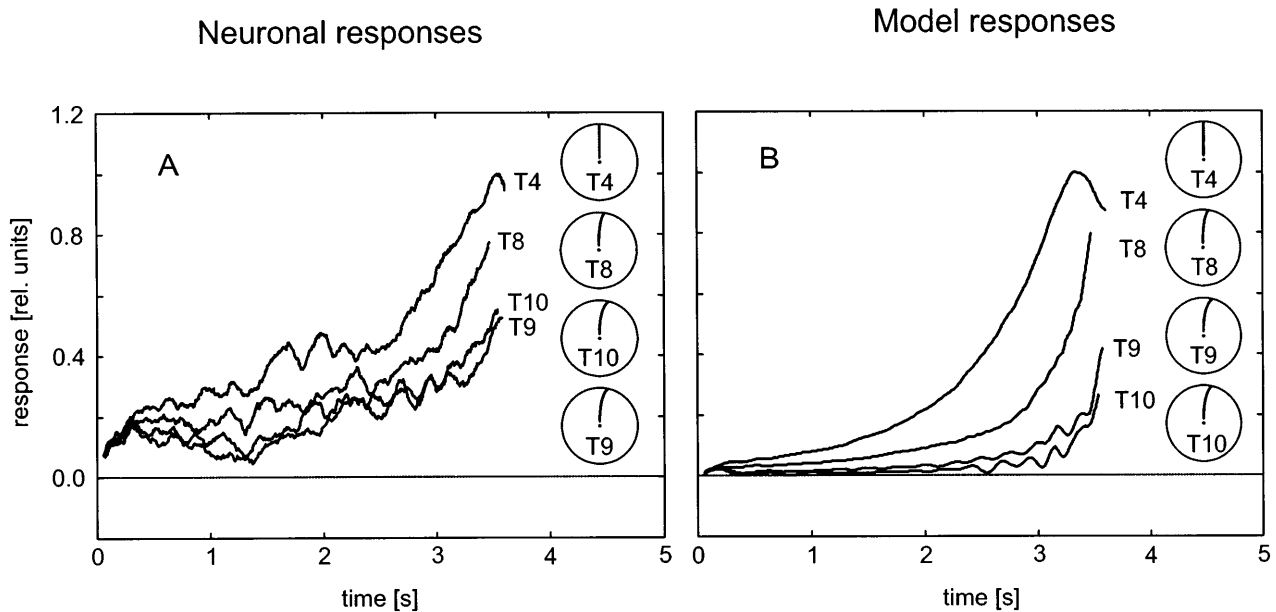 Neuronal responses
Model responses
1.2
0.8
0.4
0.0
response [rel. units]
A
T4
T8
T10
T9
T4
T8
T10
T9
0 1 2 3 4 5
time [s]
B
T4
T8
T9
T10
T4
T8
T9
T10
0 1 2 3 4 5
time [s]